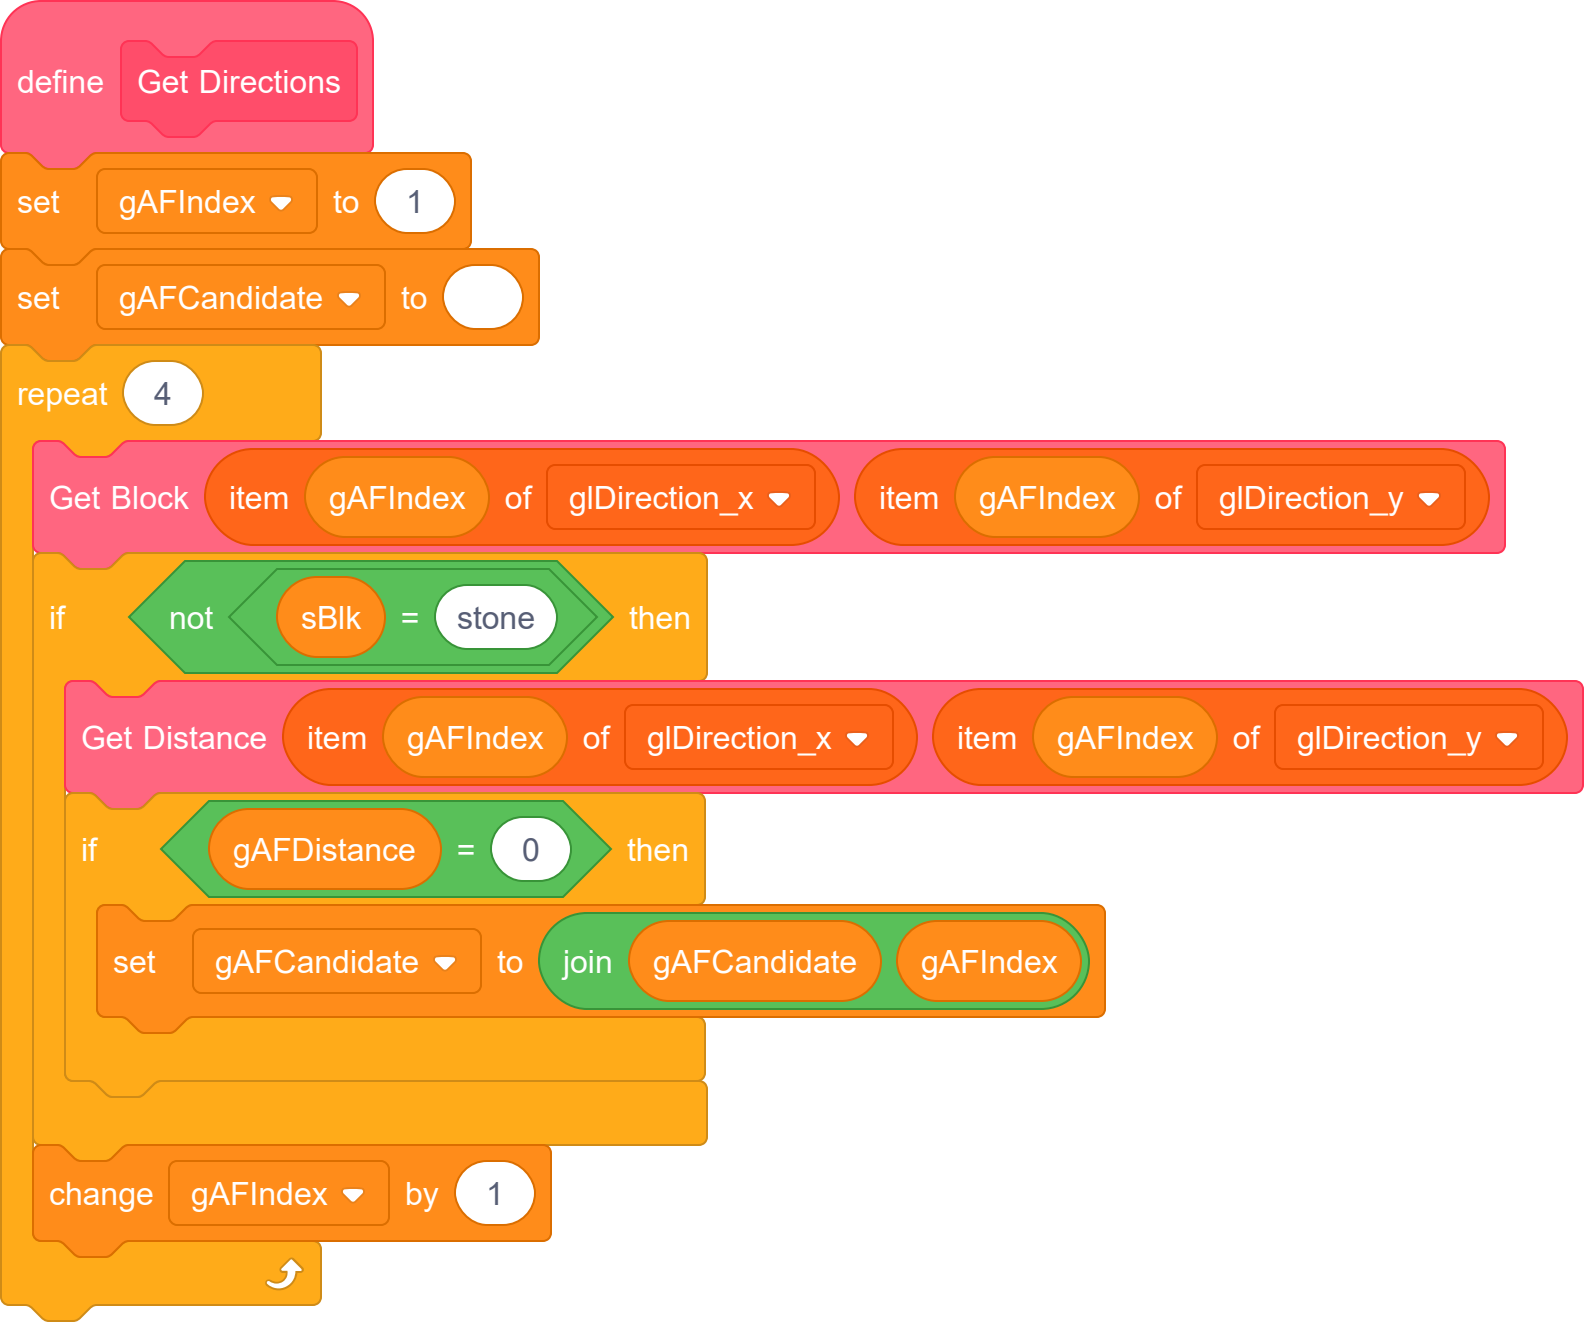 define Get Directions
set gAFIndex to 1
set gAFCandidate to
repeat 4
Get Block item gAFIndex of glDirection_x item gAFIndex of glDirection_y
if not sBlk = stone then
Get Distance item gAFIndex of glDirection_x item gAFIndex of glDirection_y
if gAFDistance = 0 then
set gAFCandidate to join gAFCandidate gAFIndex
change gAFIndex by 1